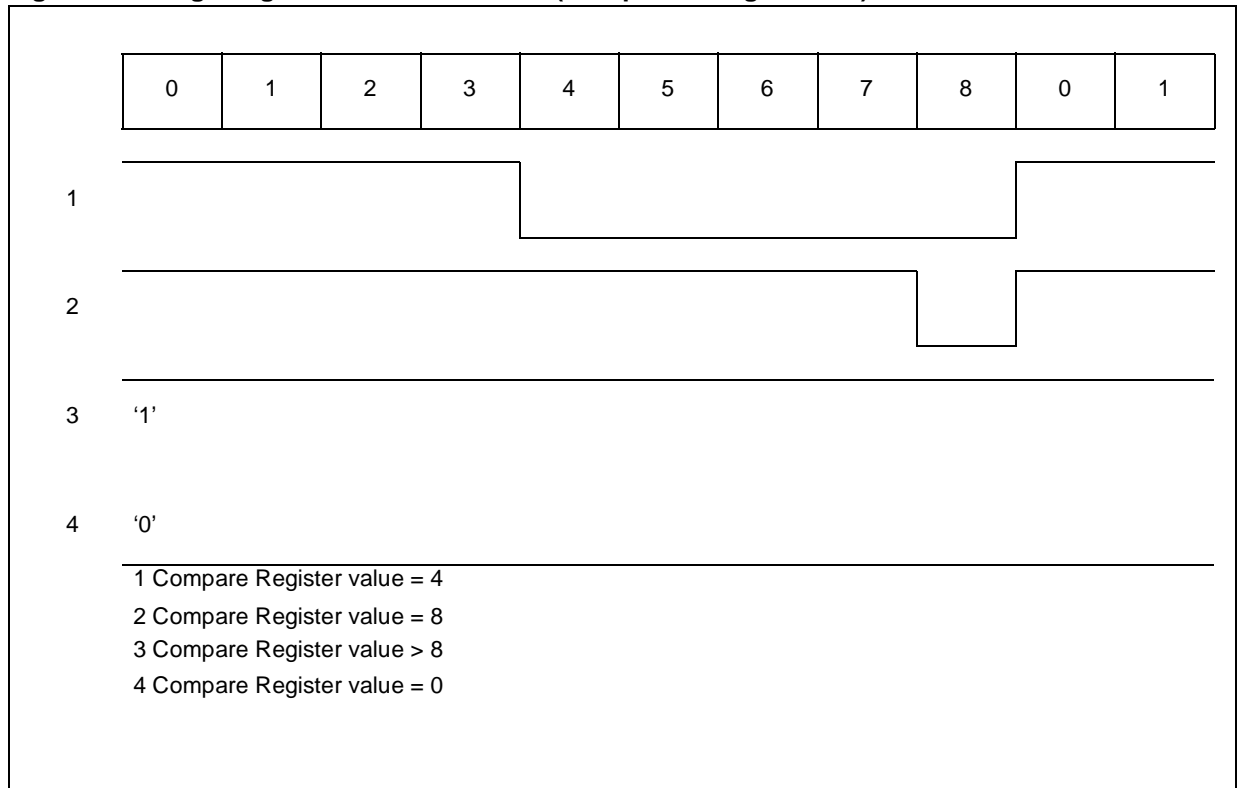 0 1 2 3 4 5 6 7 8 0 1
1
2
3 ‘1’
4 ‘0’
1 Compare Register value = 4
2 Compare Register value = 8
3 Compare Register value > 8
4 Compare Register value = 0